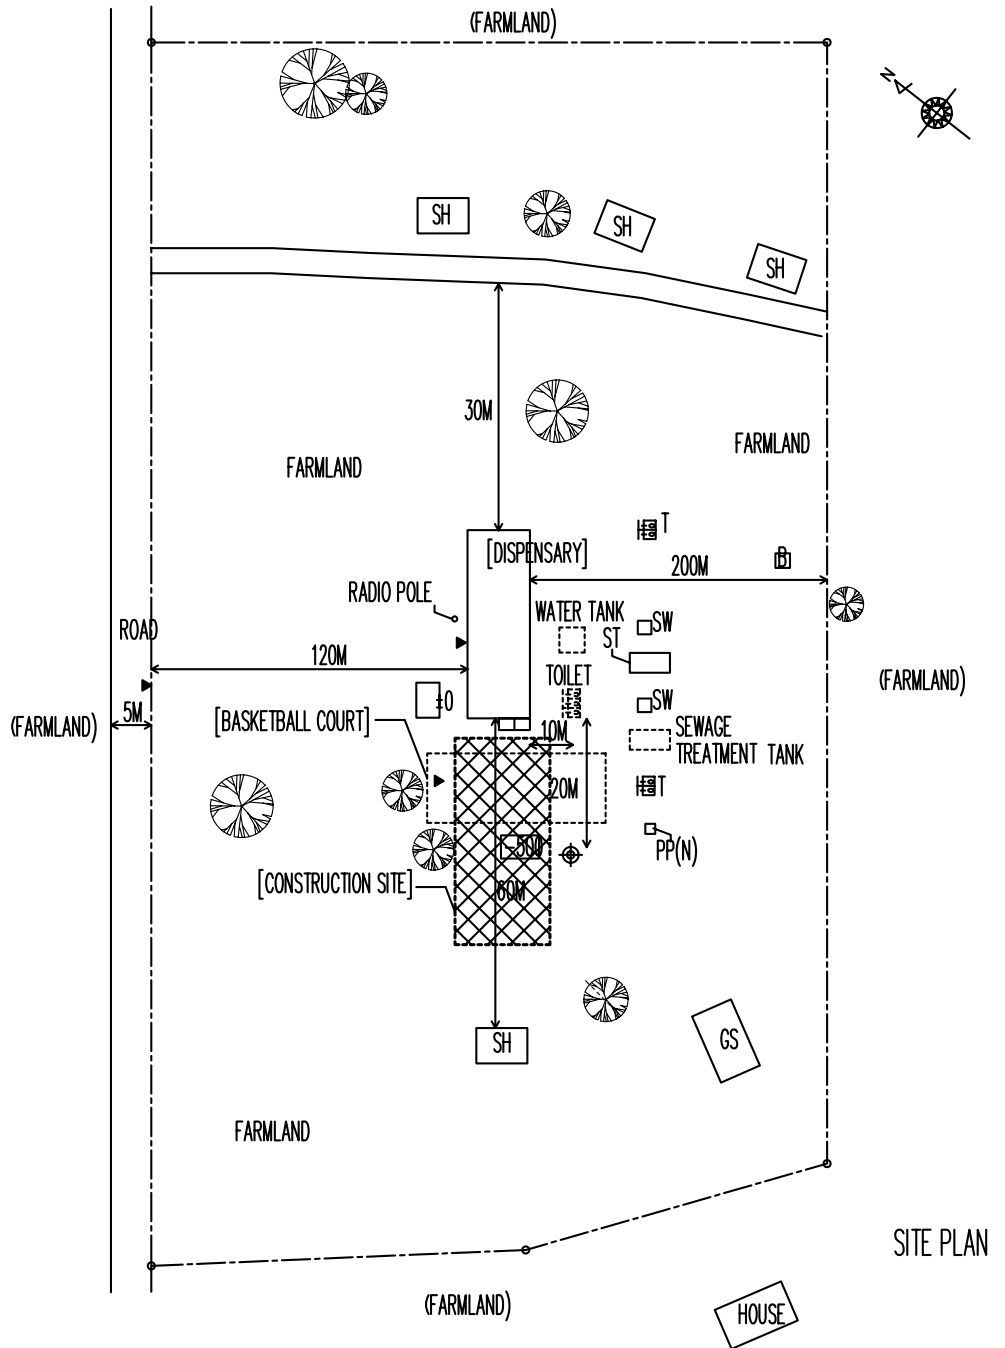 (FARMLAND)
N
SH
SH
SH
30M
FARMLAND
FARMLAND
T
[DISPENSARY]
B
200M
RADIO POLE
WATER TANK
SW
ROAD
ST
120M
TOILET
(FARMLAND)
±0
SW
5M
(FARMLAND)
[BASKETBALL COURT]
10M
SEWAGE
TREATMENT TANK
20M
T
-500
PP(N)
[CONSTRUCTION SITE]
60M
SH
GS
FARMLAND
SITE PLAN
(FARMLAND)
HOUSE